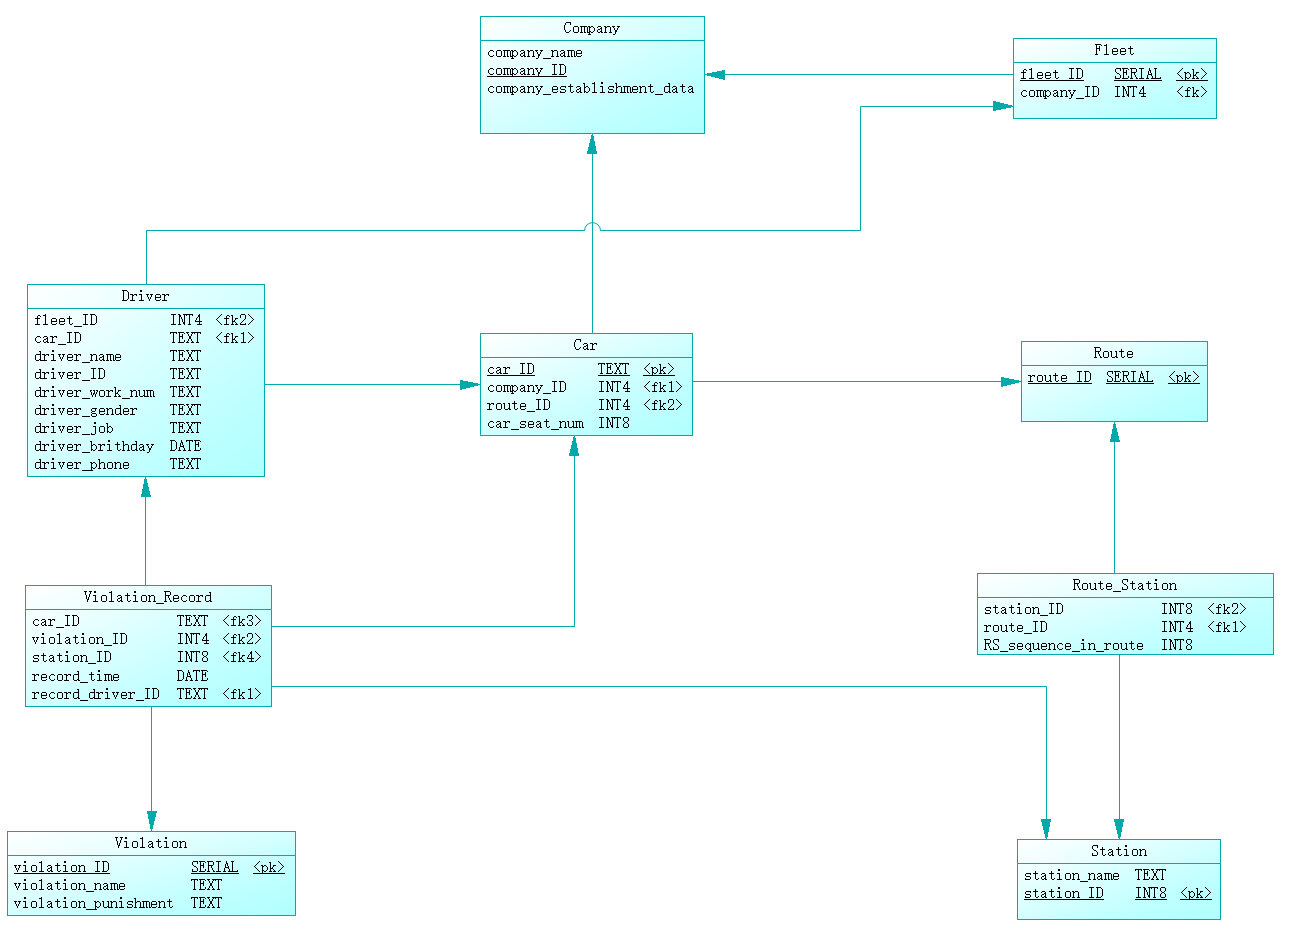 Company
company_name
company_ID
company_establishment_data
Fleet
fleet_ID SERIAL <pk>
company_ID INT4 <fk>
Driver
fleet_ID INT4 <fk2>
car_ID TEXT <fk1>
driver_name TEXT
driver_ID TEXT
driver_work_num TEXT
driver_gender TEXT
driver_job TEXT
driver_brithday DATE
driver_phone TEXT
Car
car_ID TEXT <pk>
company_ID INT4 <fk1>
route_ID INT4 <fk2>
car_seat_num INT8
Route
route_ID SERIAL <pk>
Violation_Record
car_ID TEXT <fk3>
violation_ID INT4 <fk2>
station_ID INT8 <fk4>
record_time DATE
record_driver_ID TEXT <fk1>
Route_Station
station_ID INT8 <fk2>
route_ID INT4 <fk1>
RS_sequence_in_route INT8
Violation
violation_ID SERIAL <pk>
violation_name TEXT
violation_punishment TEXT
Station
station_name TEXT
station_ID INT8 <pk>